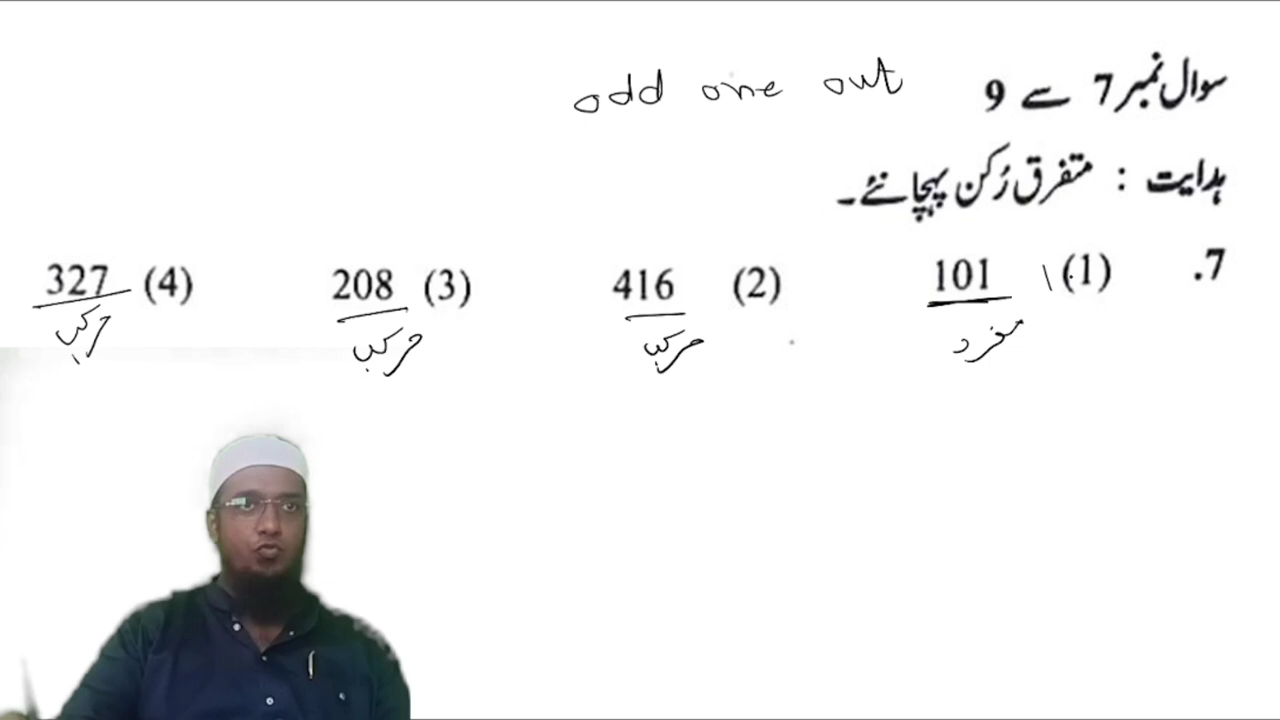 سوال نمبر 7 سے 9 odd one out
ہدایت : متفرق رُکن پہچانئے۔
7. (1) 101 (2) 416 (3) 208 (4) 327
مفرد مرکب مرکب مرکب